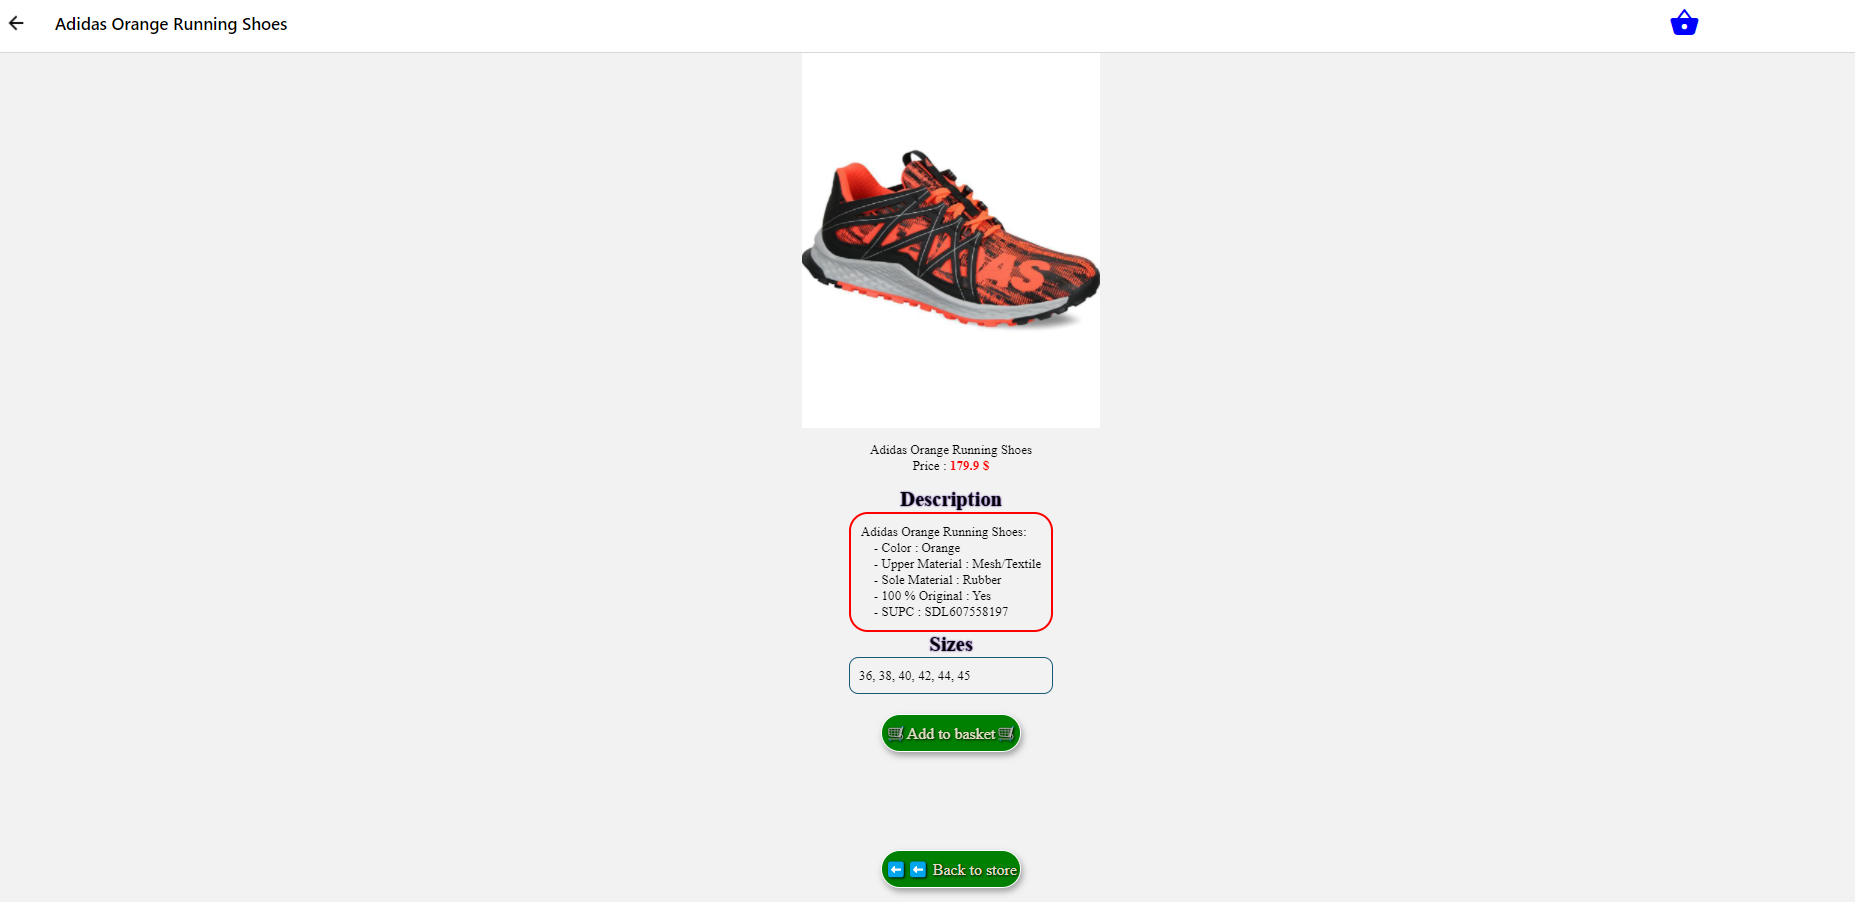 Adidas Orange Running Shoes
AS
Adidas Orange Running Shoes
Price : 179.9 $
Description
Adidas Orange Running Shoes:
- Color : Orange
- Upper Material : Mesh/Textile
- Sole Material : Rubber
- 100 % Original : Yes
- SUPC : SDL607558197
Sizes
36, 38, 40, 42, 44, 45
Add to basket
Back to store